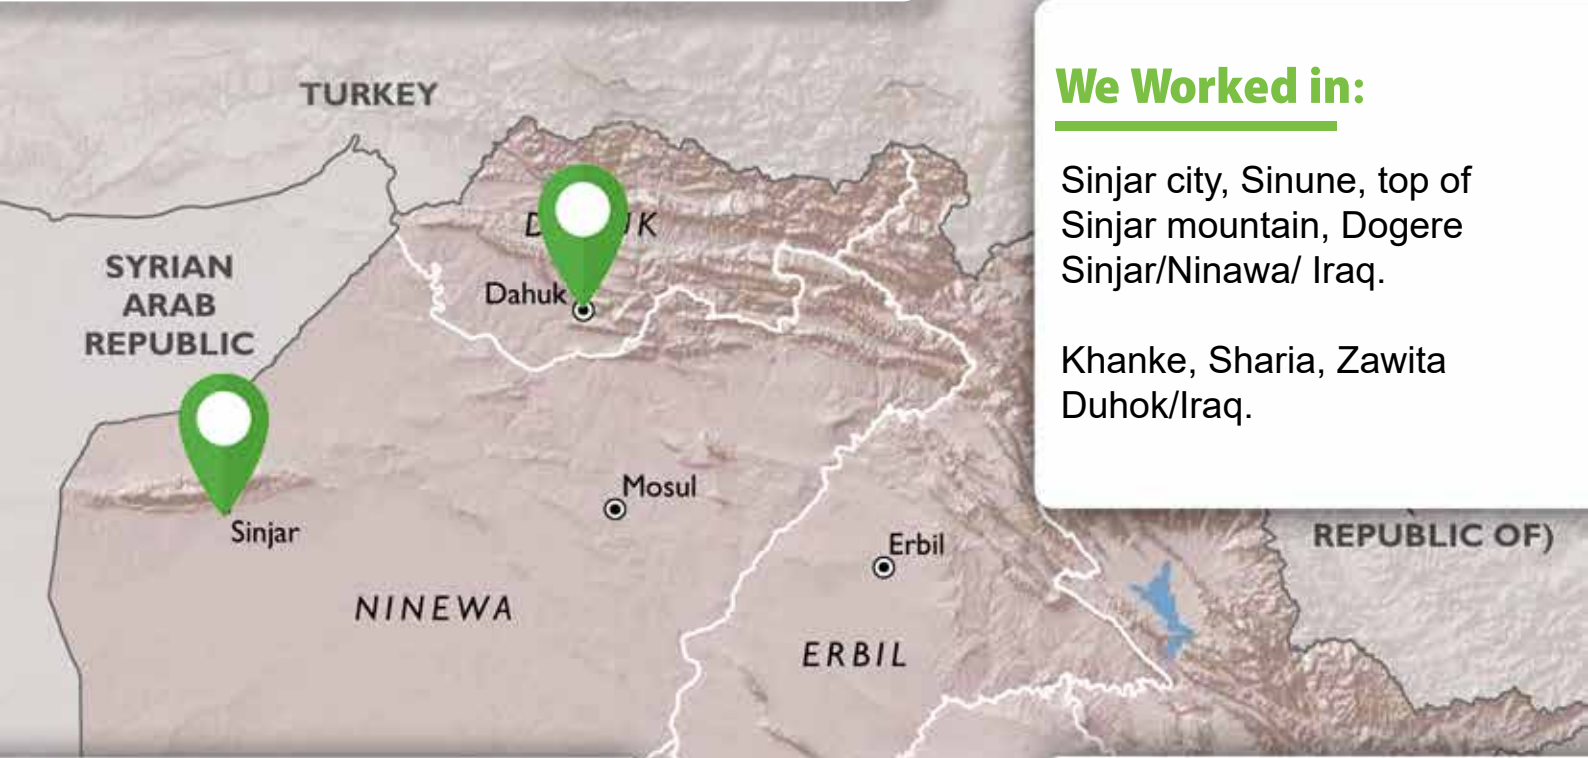 TURKEY
SYRIAN
ARAB
REPUBLIC
Dahuk
Sinjar
Mosul
Erbil
NINEWA
ERBIL
REPUBLIC OF)
We Worked in:
Sinjar city, Sinune, top of
Sinjar mountain, Dogere
Sinjar/Ninawa/ Iraq.
Khanke, Sharia, Zawita
Duhok/Iraq.